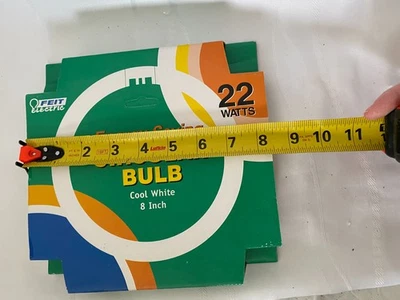 FEIT
electric
22
WATTS
2 3 4 5 6 7 8 9 10 11
BULB
Cool White
8 Inch